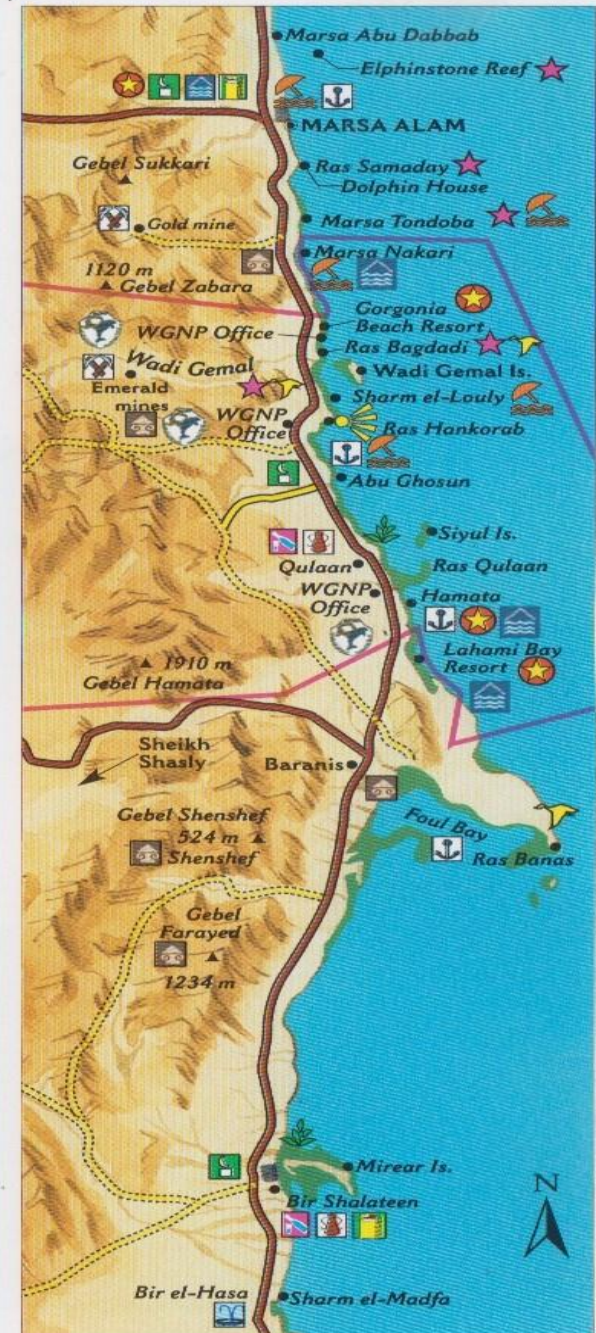 Marsa Abu Dabbab
Elphinstone Reef
MARSA ALAM
Gebel Sukkari
Ras Samaday
Dolphin House
Gold mine
Marsa Tondoba
Marsa Nakari
1120 m
Gebel Zabara
Gorgonia
Beach Resort
WGNP Office
Ras Bagdadi
Wadi Gemal
Wadi Gemal Is.
Emerald
mines
Sharm el-Louly
WGNP
Office
Ras Hankorab
Abu Ghosun
Siyul Is.
Qulaan
Ras Qulaan
WGNP
Office
Hamata
Lahami Bay
Resort
1910 m
Gebel Hamata
Sheikh
Shasly
Baranis
Gebel Shenshef
524 m
Shenshef
Foul Bay
Ras Banas
Gebel
Farayed
1234 m
Mirear Is.
N
Bir Shalateen
Bir el-Hasa
Sharm el-Madfa